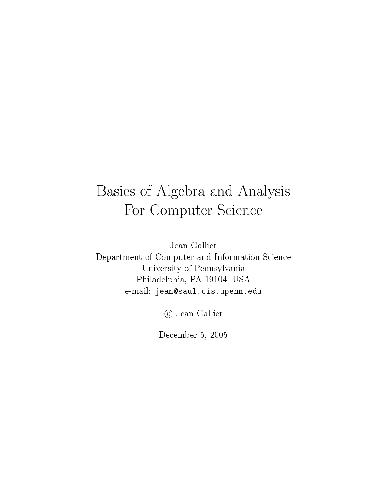 Basics of Algebra and Analysis
For Computer Science
Jean Gallier
Department of Computer and Information Science
University of Pennsylvania
Philadelphia, PA 19104, USA
e-mail: jean@saul.cis.upenn.edu
© Jean Gallier
December 5, 2005